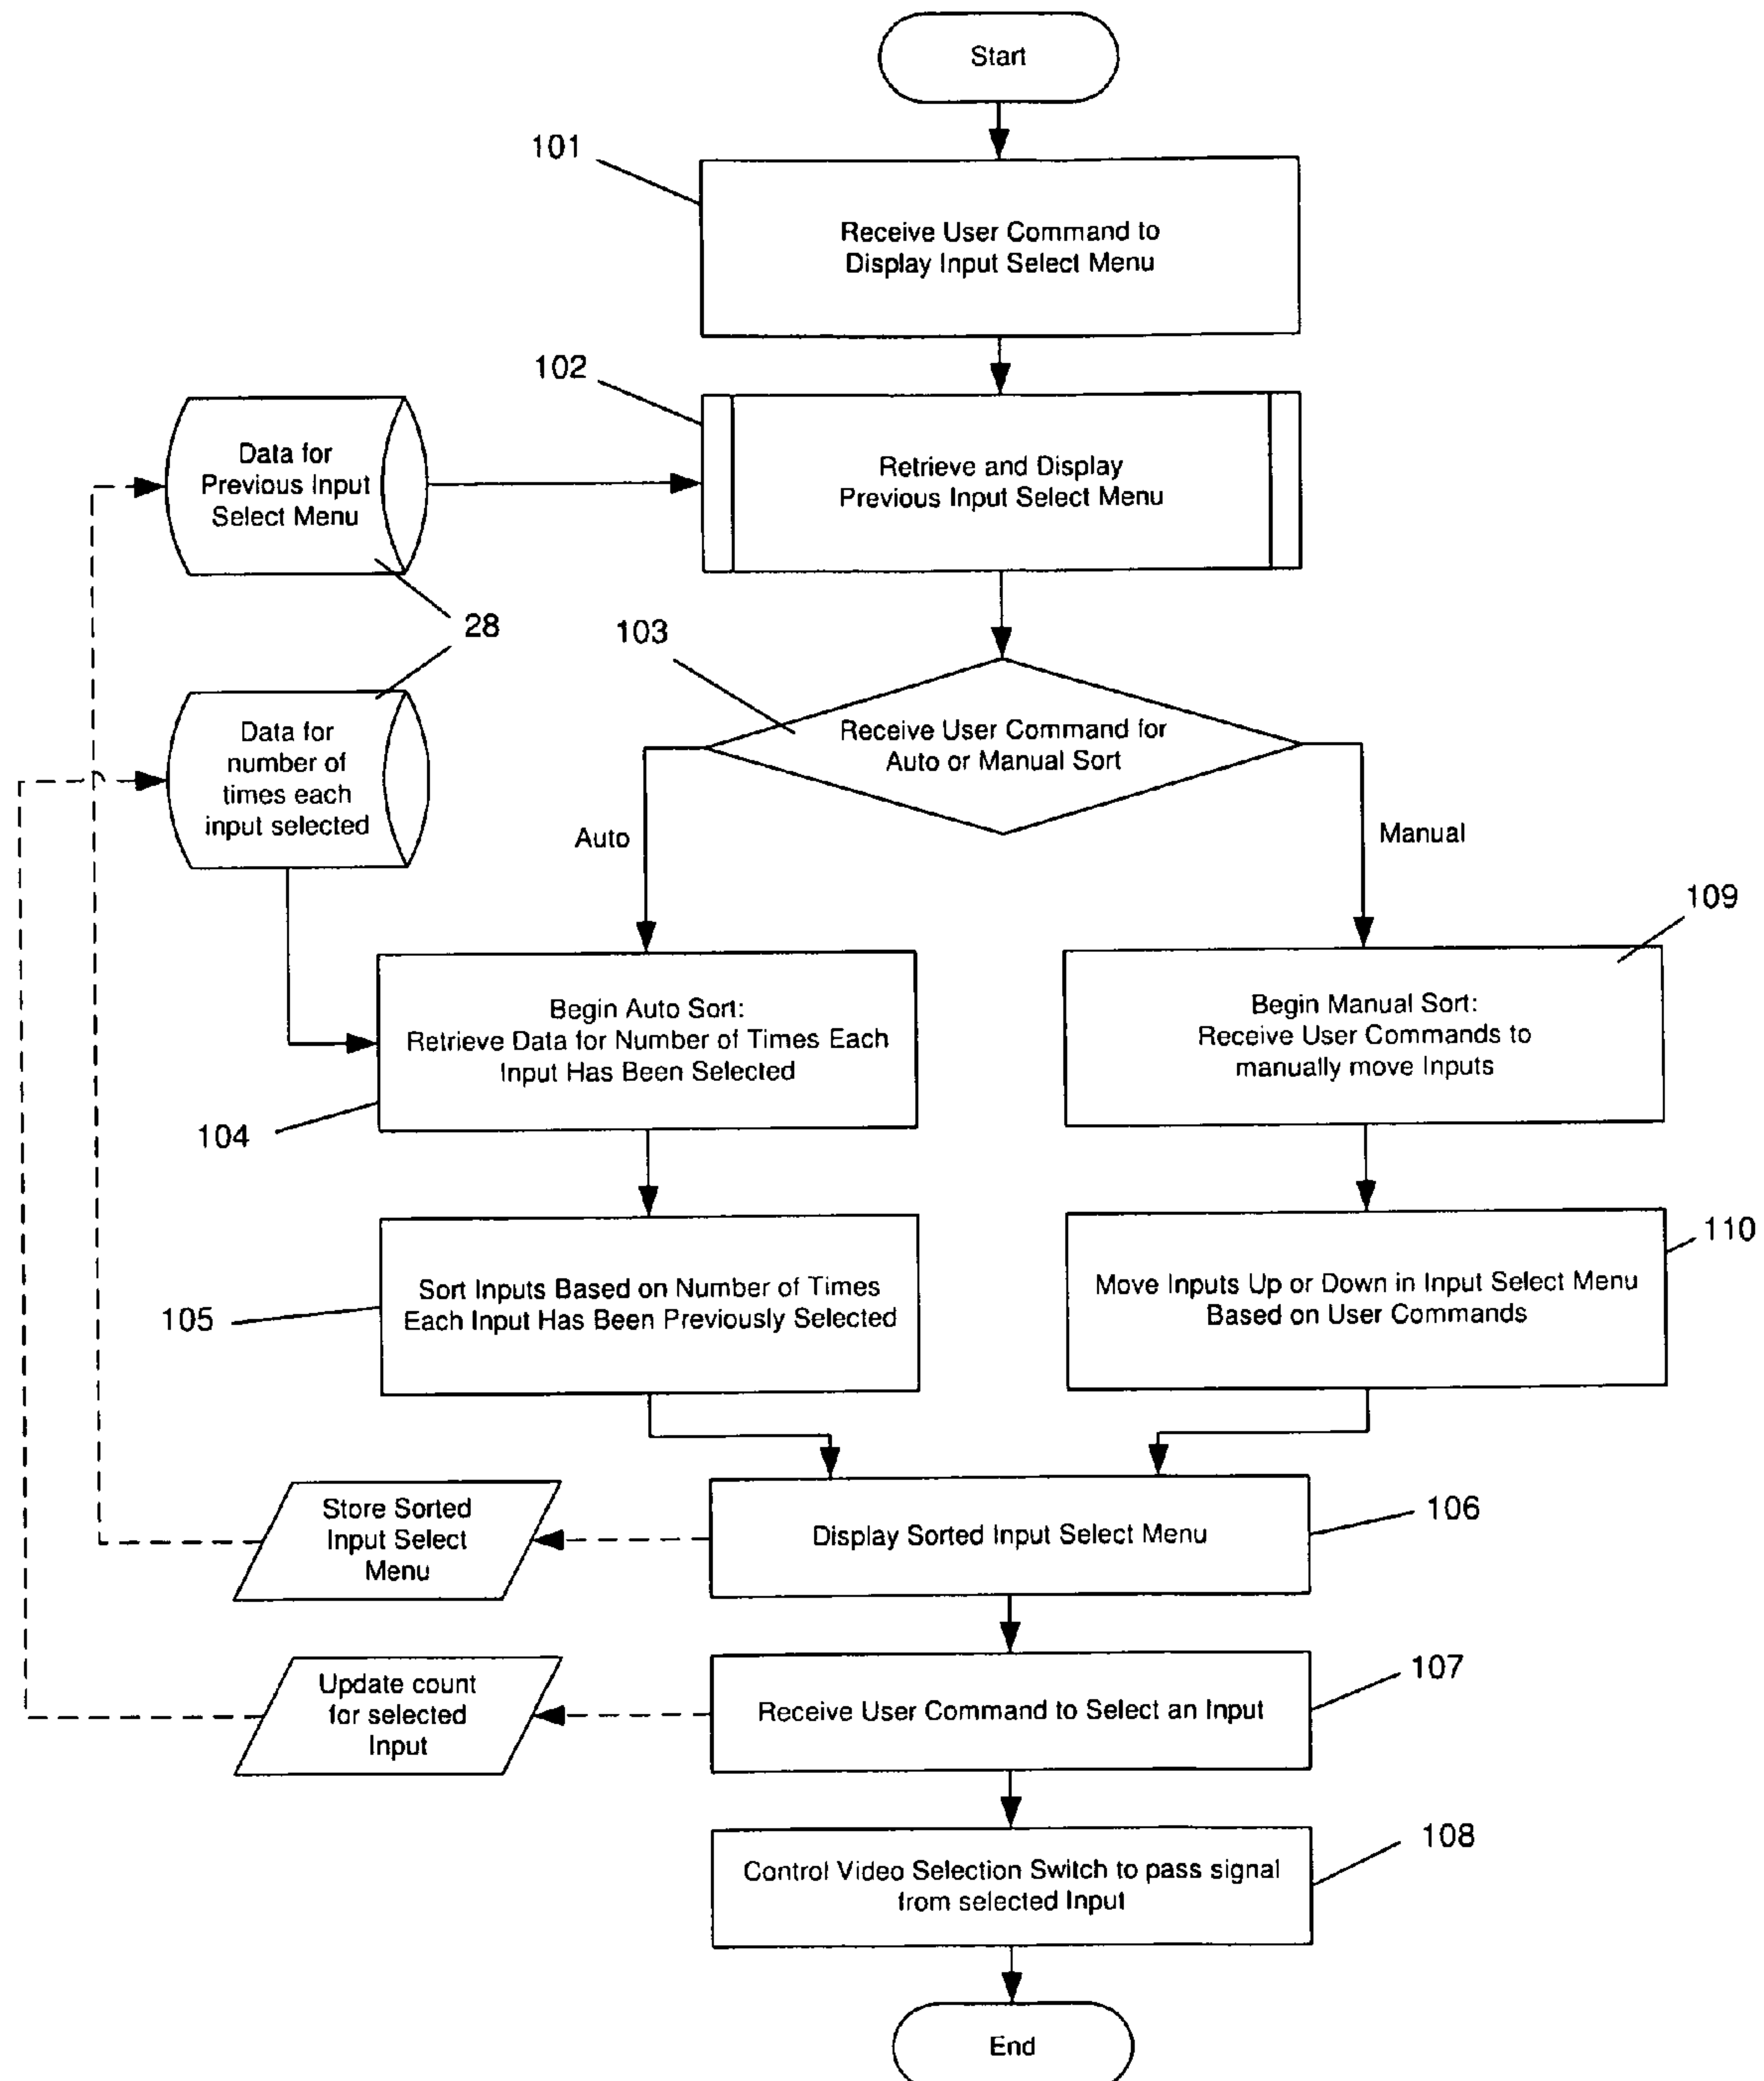 Start
101
Receive User Command to
Display Input Select Menu
102
Data for
Previous Input
Select Menu
Retrieve and Display
Previous Input Select Menu
28
103
Data for
number of
times each
input selected
Receive User Command for
Auto or Manual Sort
Auto
Manual
109
Begin Auto Sort:
Retrieve Data for Number of Times Each
Input Has Been Selected
Begin Manual Sort:
Receive User Commands to
manually move Inputs
104
105
Sort Inputs Based on Number of Times
Each Input Has Been Previously Selected
110
Move Inputs Up or Down in Input Select Menu
Based on User Commands
Store Sorted
Input Select
Menu
Display Sorted Input Select Menu
106
Update count
for selected
Input
Receive User Command to Select an Input
107
Control Video Selection Switch to pass signal
from selected Input
108
End